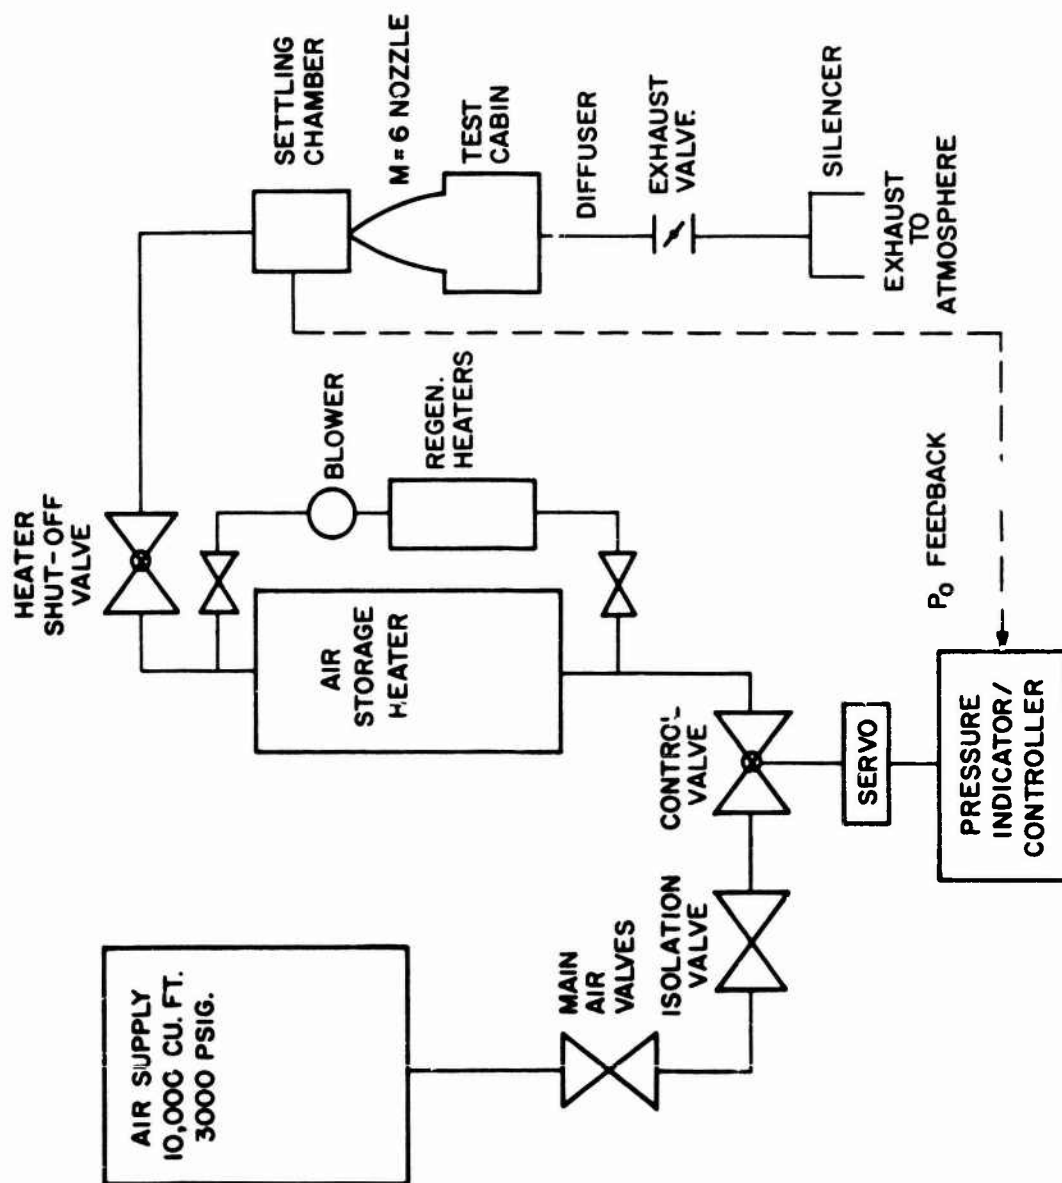 AIR SUPPLY
10,000 CU. FT.
3000 PSIG.
MAIN
AIR
VALVES
ISOLATION
VALVE
CONTROL
VALVE
SERVO
PRESSURE
INDICATOR/
CONTROLLER
P₀ FEEDBACK
AIR
STORAGE
HEATER
HEATER
SHUT-OFF
VALVE
BLOWER
REGEN.
HEATERS
SETTLING
CHAMBER
M=6 NOZZLE
TEST
CABIN
DIFFUSER
EXHAUST
VALVE
SILENCER
EXHAUST
TO
ATMOSPHERE